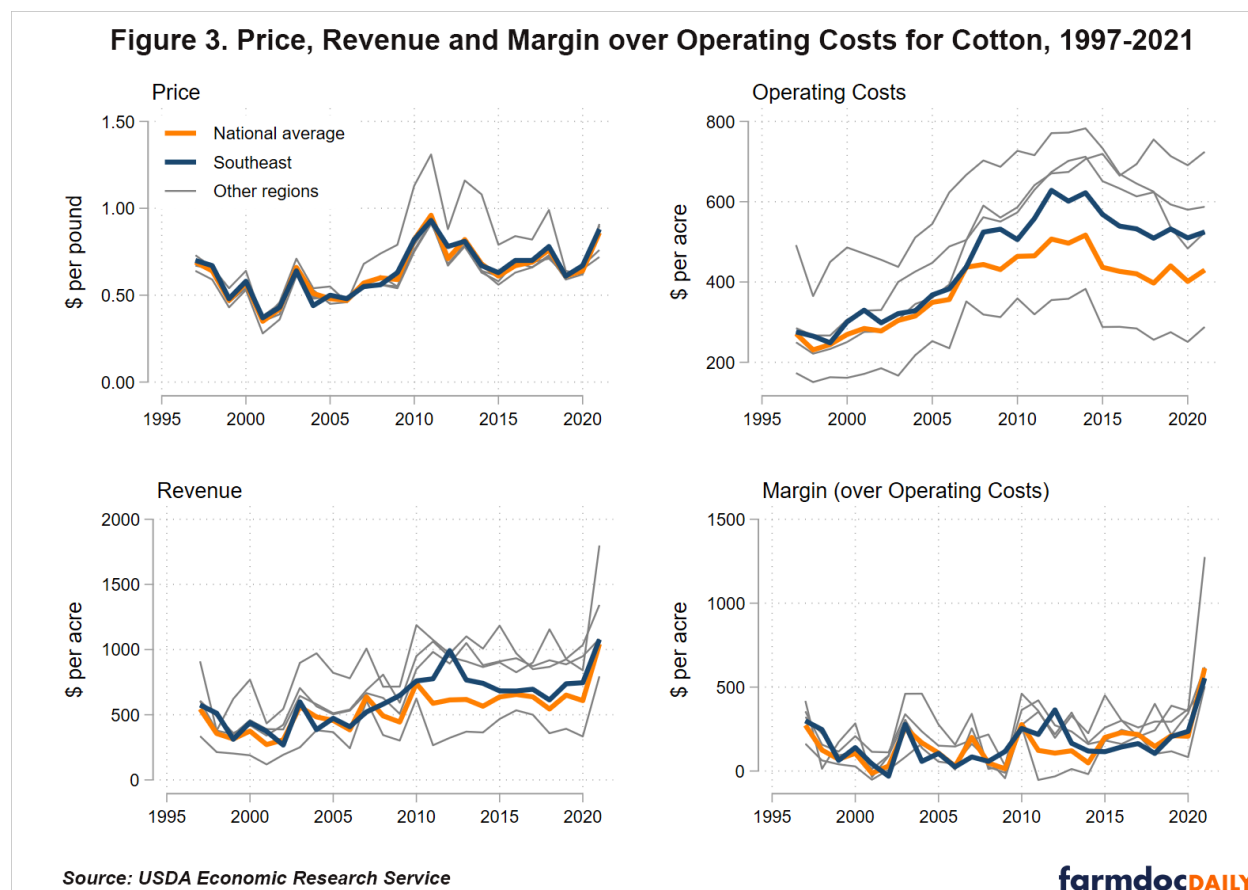 Figure 3. Price, Revenue and Margin over Operating Costs for Cotton, 1997-2021
Price
National average
Southeast
Other regions
$ per pound
1.50
1.00
0.50
0.00
1995 2000 2005 2010 2015 2020
Operating Costs
$ per acre
800
600
400
200
1995 2000 2005 2010 2015 2020
Revenue
$ per acre
2000
1500
1000
500
0
1995 2000 2005 2010 2015 2020
Margin (over Operating Costs)
$ per acre
1500
1000
500
0
1995 2000 2005 2010 2015 2020
Source: USDA Economic Research Service
farmdocDAILY